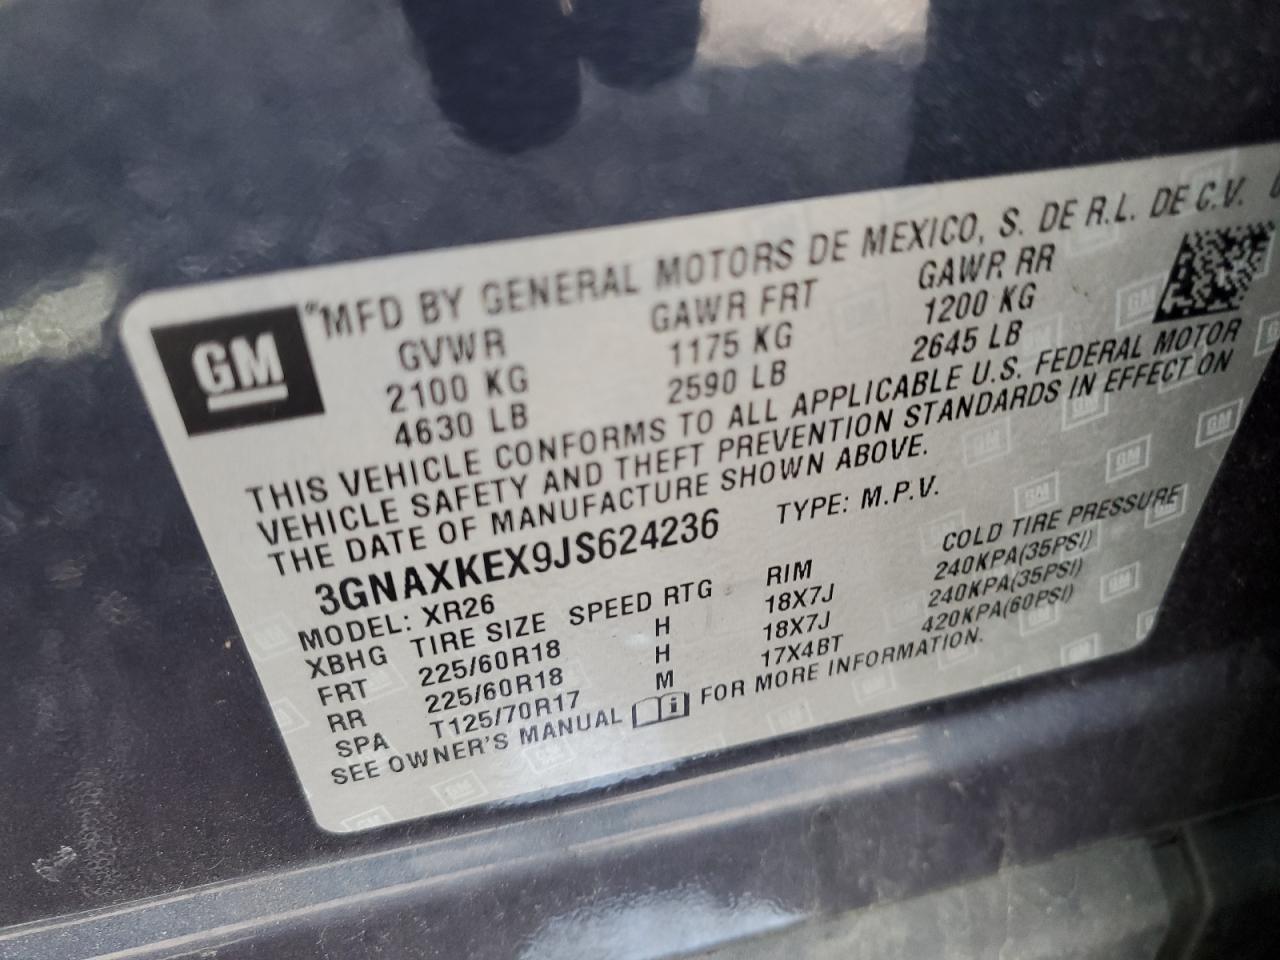 GM
"MFD BY GENERAL MOTORS DE MEXICO, S. DE R.L. DE C.V.
GVWR GAWR FRT GAWR RR
2100 KG 1175 KG 1200 KG
4630 LB 2590 LB 2645 LB
THIS VEHICLE CONFORMS TO ALL APPLICABLE U.S. FEDERAL MOTOR
VEHICLE SAFETY AND THEFT PREVENTION STANDARDS IN EFFECT ON
THE DATE OF MANUFACTURE SHOWN ABOVE.
3GNAXKEX9JS624236 TYPE: M.P.V.
MODEL: XR26
XBHG TIRE SIZE SPEED RTG RIM COLD TIRE PRESSURE
FRT 225/60R18 H 18X7J 240KPA(35PSI)
RR 225/60R18 H 18X7J 240KPA(35PSI)
SPA T125/70R17 M 17X4BT 420KPA(60PSI)
SEE OWNER'S MANUAL i FOR MORE INFORMATION.